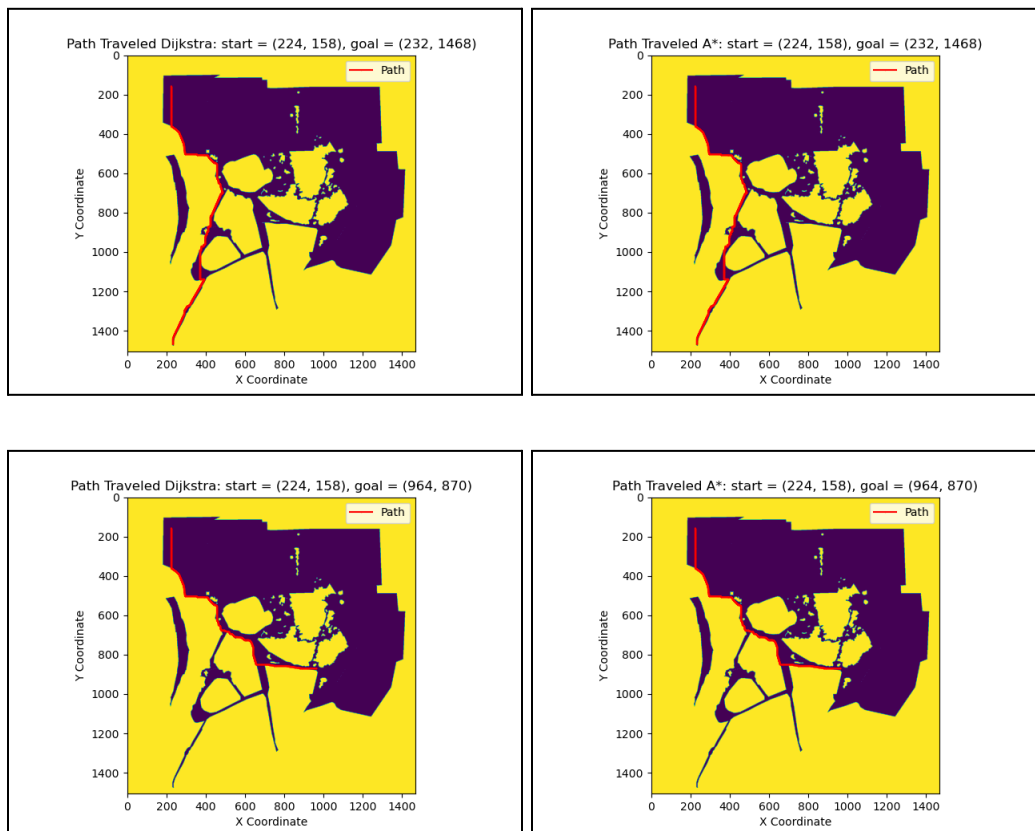 Path Traveled Dijkstra: start = (224, 158), goal = (232, 1468)
Path
0
200
400
600
800
1000
1200
1400
Y Coordinate
0 200 400 600 800 1000 1200 1400
X Coordinate
Path Traveled A*: start = (224, 158), goal = (232, 1468)
Path
0
200
400
600
800
1000
1200
1400
Y Coordinate
0 200 400 600 800 1000 1200 1400
X Coordinate
Path Traveled Dijkstra: start = (224, 158), goal = (964, 870)
Path
0
200
400
600
800
1000
1200
1400
Y Coordinate
0 200 400 600 800 1000 1200 1400
X Coordinate
Path Traveled A*: start = (224, 158), goal = (964, 870)
Path
0
200
400
600
800
1000
1200
1400
Y Coordinate
0 200 400 600 800 1000 1200 1400
X Coordinate